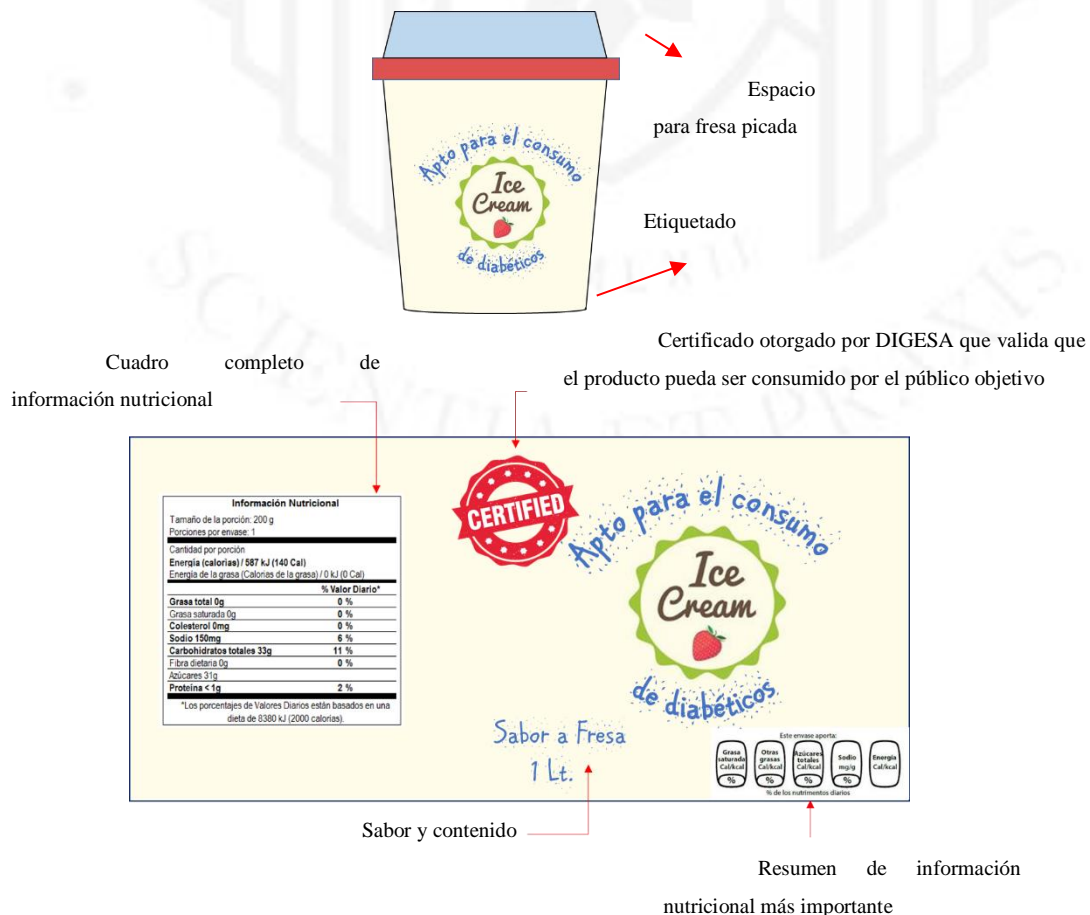 Espacio
para fresa picada
Apto para el consumo
Ice
Cream
de diabéticos
Etiquetado
Certificado otorgado por DIGESA que valida que
el producto pueda ser consumido por el público objetivo
Cuadro completo de
información nutricional
Información Nutricional
Tamaño de la porción: 200 g
Porciones por envase: 1
Cantidad por porción
Energía (calorías) / 587 kJ (140 Cal)
Energía de la grasa (Calorías de la grasa) / 0 kJ (0 Cal)
% Valor Diario*
Grasa total 0g 0 %
Grasa saturada 0g 0 %
Colesterol 0mg 0 %
Sodio 150mg 6 %
Carbohidratos totales 33g 11 %
Fibra dietaria 0g 0 %
Azúcares 31g
Proteína < 1g 2 %
*Los porcentajes de Valores Diarios están basados en una
dieta de 8380 kJ (2000 calorías).
CERTIFIED
Apto para el consumo
Ice
Cream
de diabéticos
Sabor a Fresa
1 Lt.
Este envase aporta:
Grasa saturada Cal/kcal %
Otras grasas Cal/kcal %
Azúcares totales Cal/kcal %
Sodio mg/g %
Energía Cal/kcal
% de los nutrimentos diarios
Sabor y contenido
Resumen de información
nutricional más importante
SCIENTIA ET PRAXIS